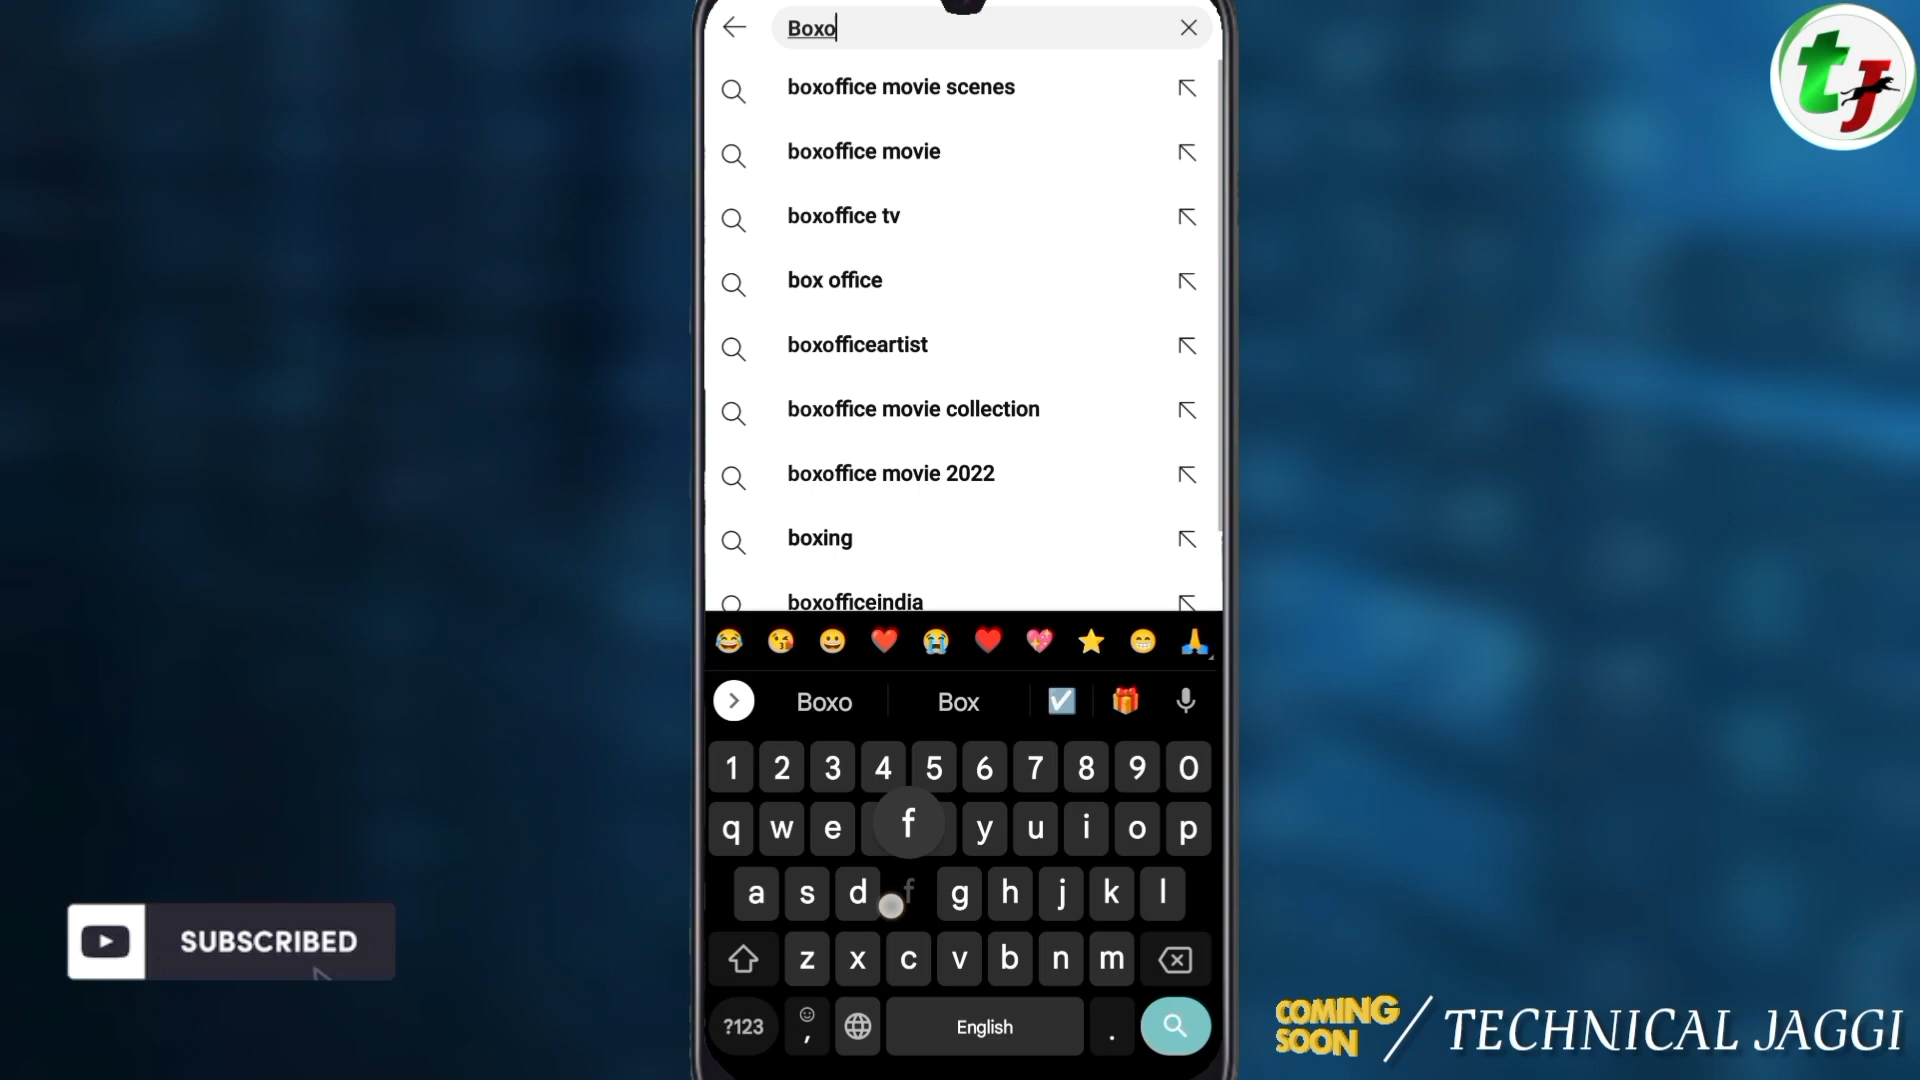 tJ
Boxo
boxoffice movie scenes
boxoffice movie
boxoffice tv
box office
boxofficeartist
boxoffice movie collection
boxoffice movie 2022
boxing
boxofficeindia
Boxo Box
1 2 3 4 5 6 7 8 9 0
q w e f y u i o p
a s d f g h j k l
z x c v b n m
?123 , English .
SUBSCRIBED
COMING SOON / TECHNICAL JAGGI